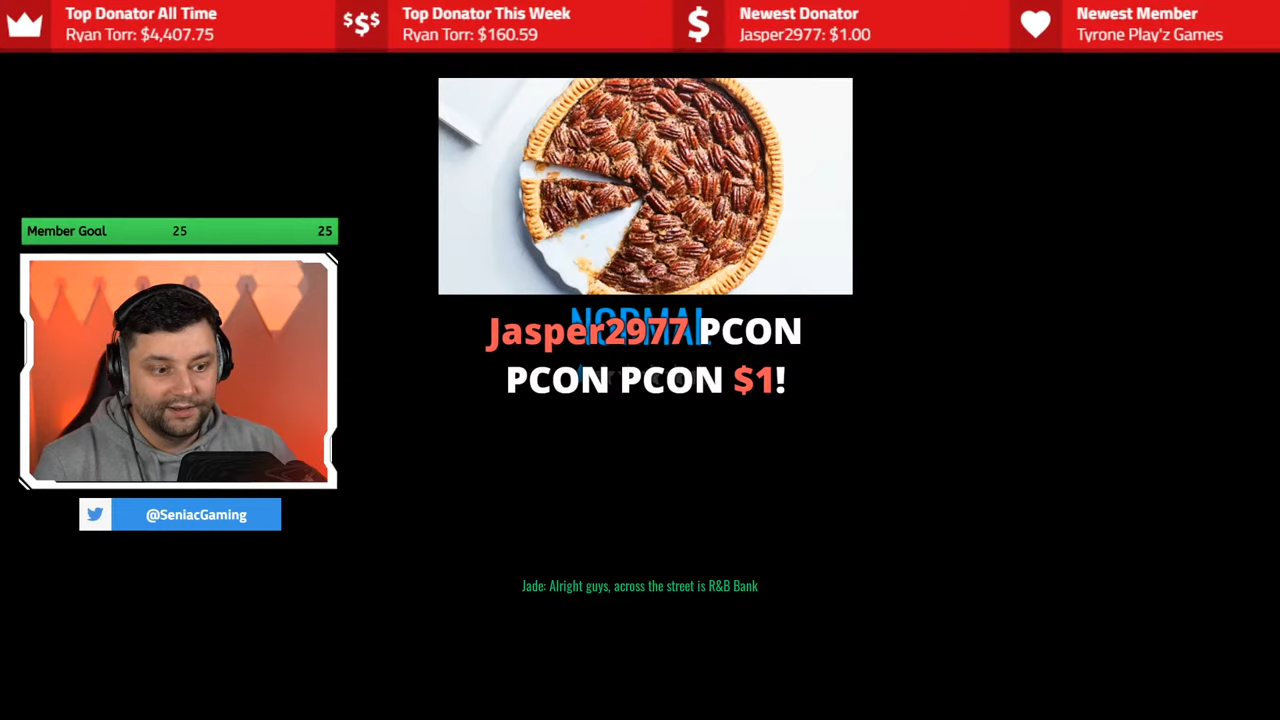 Top Donator All Time
Ryan Torr: $4,407.75
Top Donator This Week
Ryan Torr: $160.59
Newest Donator
Jasper2977: $1.00
Newest Member
Tyrone Play'z Games
Member Goal 25 25
NORMAL
Jasper2977 PCON
PCON PCON $1!
@SeniacGaming
Jade: Alright guys, across the street is R&B Bank